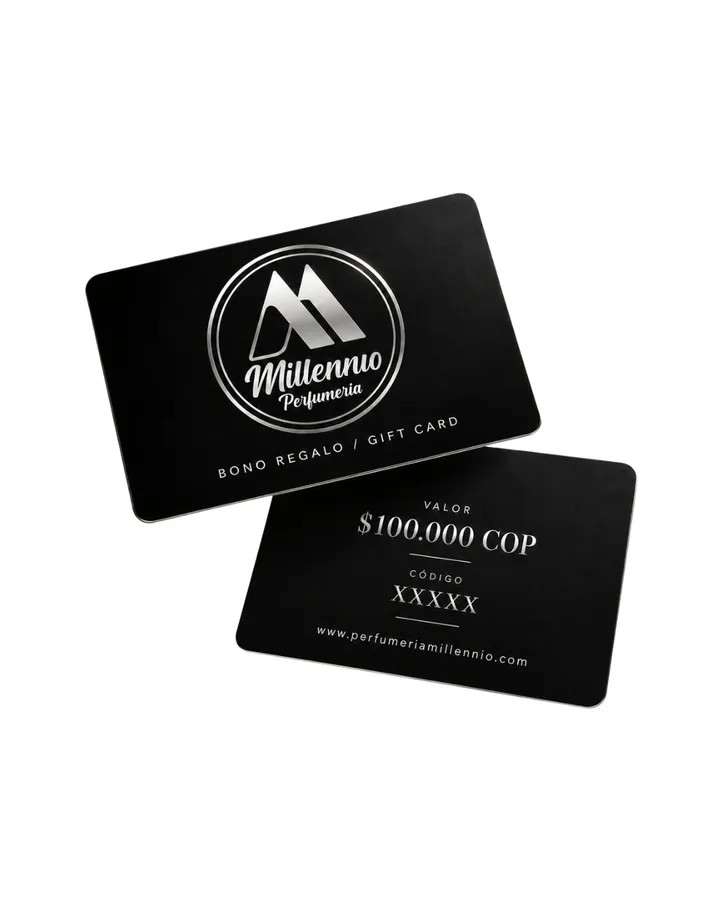 Millennio
Perfumeria
BONO REGALO / GIFT CARD
VALOR
$100.000 COP
CÓDIGO
XXXXX
www.perfumeriamillennio.com